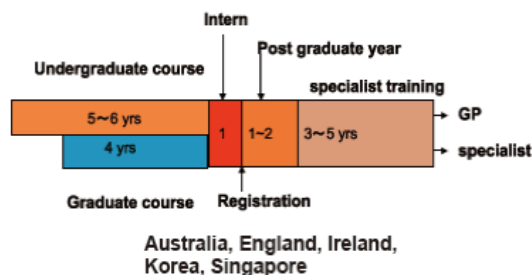 Intern
Post graduate year
Undergraduate course
specialist training
5～6 yrs
1
1~2
3～5 yrs
GP
4 yrs
specialist
Graduate course
Registration
Australia, England, Ireland,
Korea, Singapore